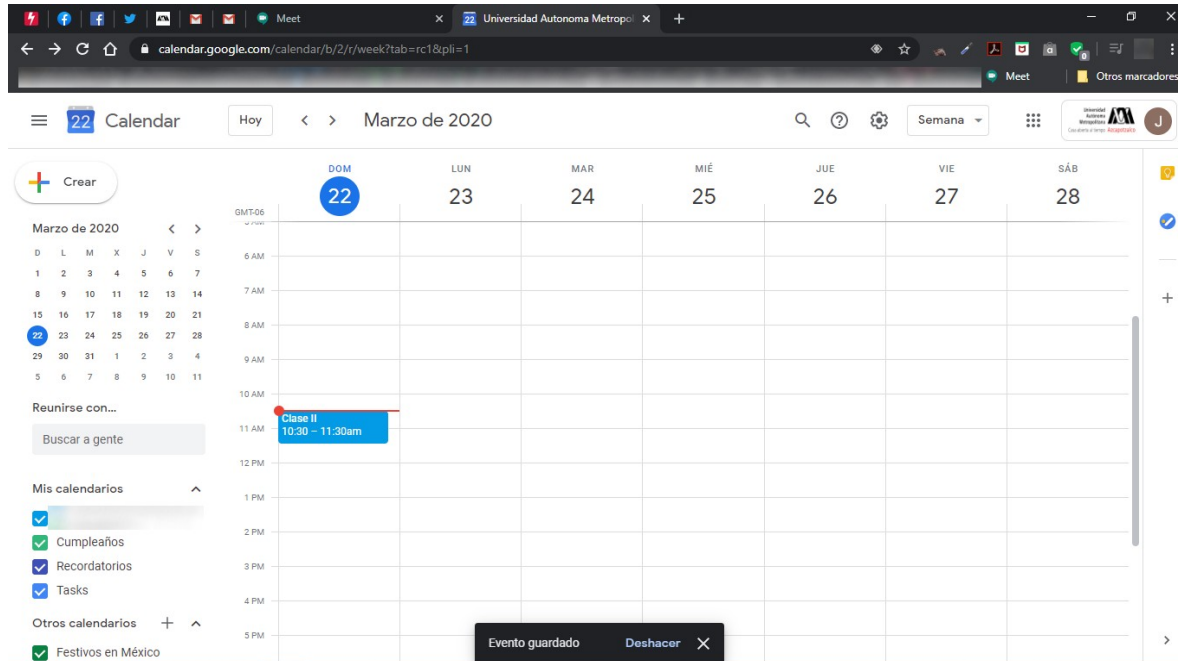 Meet
Universidad Autonoma Metropol
calendar.google.com/calendar/b/2/r/week?tab=rc1&pli=1
Meet
Otros marcadores
22 Calendar
Hoy
Marzo de 2020
Semana
Universidad
Autónoma
Metropolitana
Azcapotzalco
J
Crear
DOM LUN MAR MIÉ JUE VIE SÁB
22 23 24 25 26 27 28
GMT-06
Marzo de 2020
D L M X J V S
1 2 3 4 5 6 7
8 9 10 11 12 13 14
15 16 17 18 19 20 21
22 23 24 25 26 27 28
29 30 31 1 2 3 4
5 6 7 8 9 10 11
6 AM
7 AM
8 AM
9 AM
10 AM
11 AM
12 PM
1 PM
2 PM
3 PM
4 PM
5 PM
Clase II
10:30 – 11:30am
Reunirse con...
Buscar a gente
Mis calendarios
Cumpleaños
Recordatorios
Tasks
Otros calendarios
Festivos en México
Evento guardado Deshacer